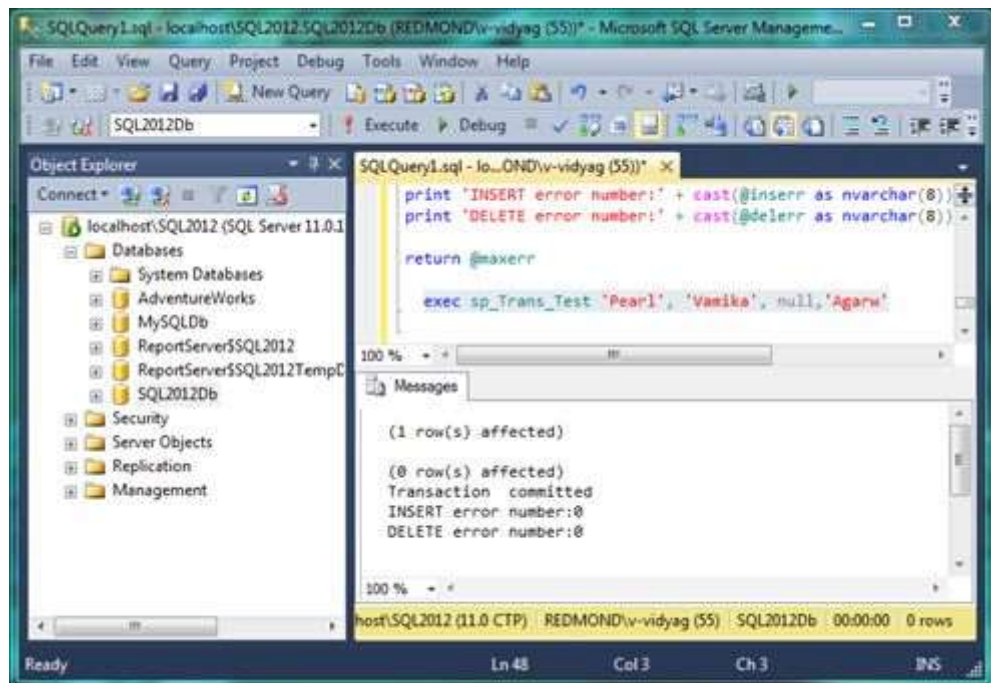 SQLQuery1.sql - localhost\SQL2012.SQL2012Db (REDMOND\v-vidyag (55))* - Microsoft SQL Server Manageme...
File Edit View Query Project Debug Tools Window Help
New Query
SQL2012Db Execute Debug
Object Explorer
Connect
localhost\SQL2012 (SQL Server 11.0.1
Databases
System Databases
AdventureWorks
MySQLDb
ReportServer$SQL2012
ReportServer$SQL2012TempD
SQL2012Db
Security
Server Objects
Replication
Management
SQLQuery1.sql - lo...OND\v-vidyag (55))*
print 'INSERT error number:' + cast(@inserr as nvarchar(8))
print 'DELETE error number:' + cast(@delerr as nvarchar(8))
return @maxerr
exec sp_Trans_Test 'Pearl', 'Vamika', null,'Agarw'
100 %
Messages
(1 row(s) affected)
(0 row(s) affected)
Transaction committed
INSERT error number:0
DELETE error number:0
100 %
host\SQL2012 (11.0 CTP) REDMOND\v-vidyag (55) SQL2012Db 00:00:00 0 rows
Ready Ln 48 Col 3 Ch 3 INS